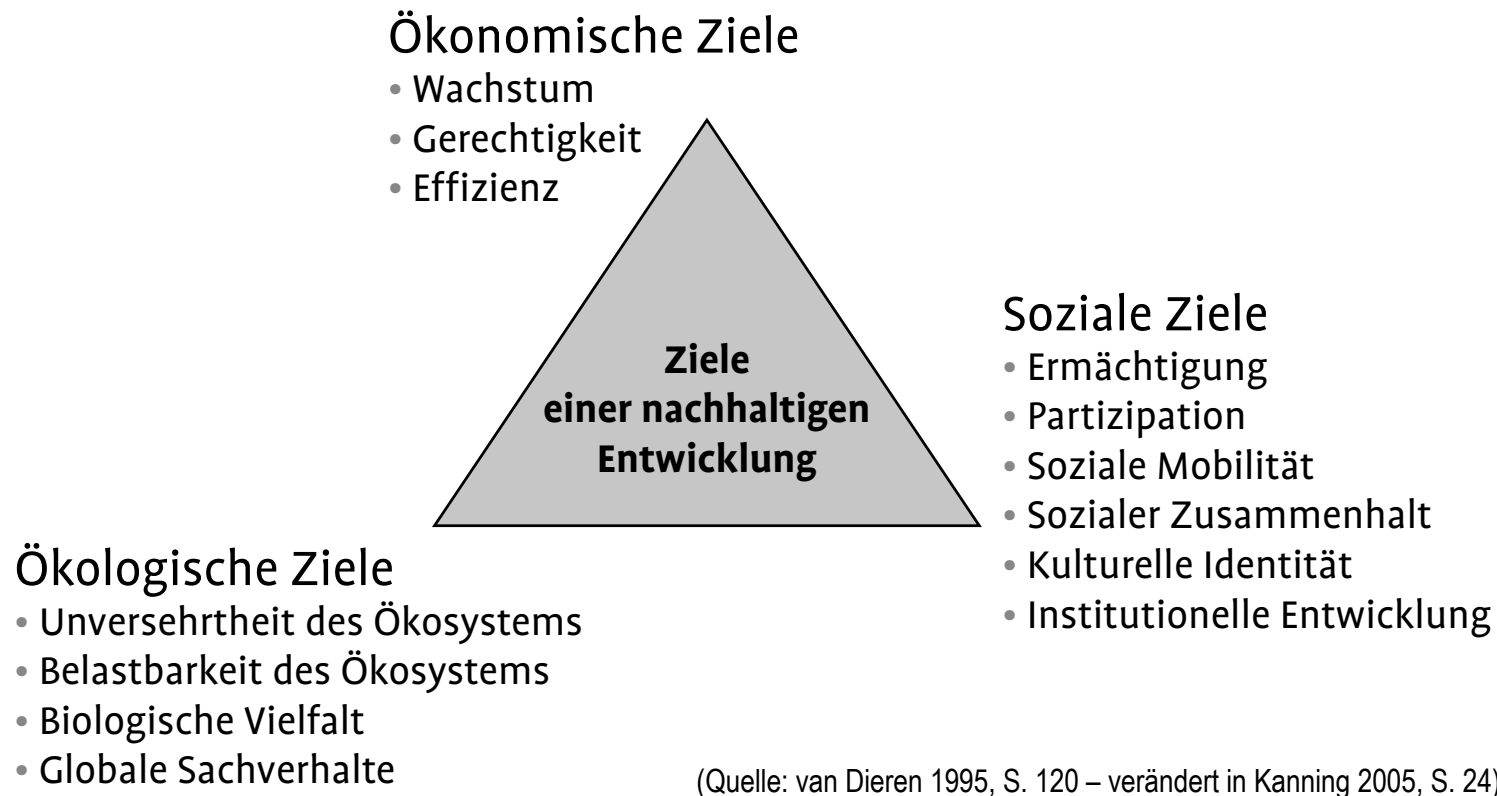 Ökonomische Ziele
• Wachstum
• Gerechtigkeit
• Effizienz
Ziele
einer nachhaltigen
Entwicklung
Soziale Ziele
• Ermächtigung
• Partizipation
• Soziale Mobilität
• Sozialer Zusammenhalt
• Kulturelle Identität
• Institutionelle Entwicklung
Ökologische Ziele
• Unversehrtheit des Ökosystems
• Belastbarkeit des Ökosystems
• Biologische Vielfalt
• Globale Sachverhalte
(Quelle: van Dieren 1995, S. 120 – verändert in Kanning 2005, S. 24)